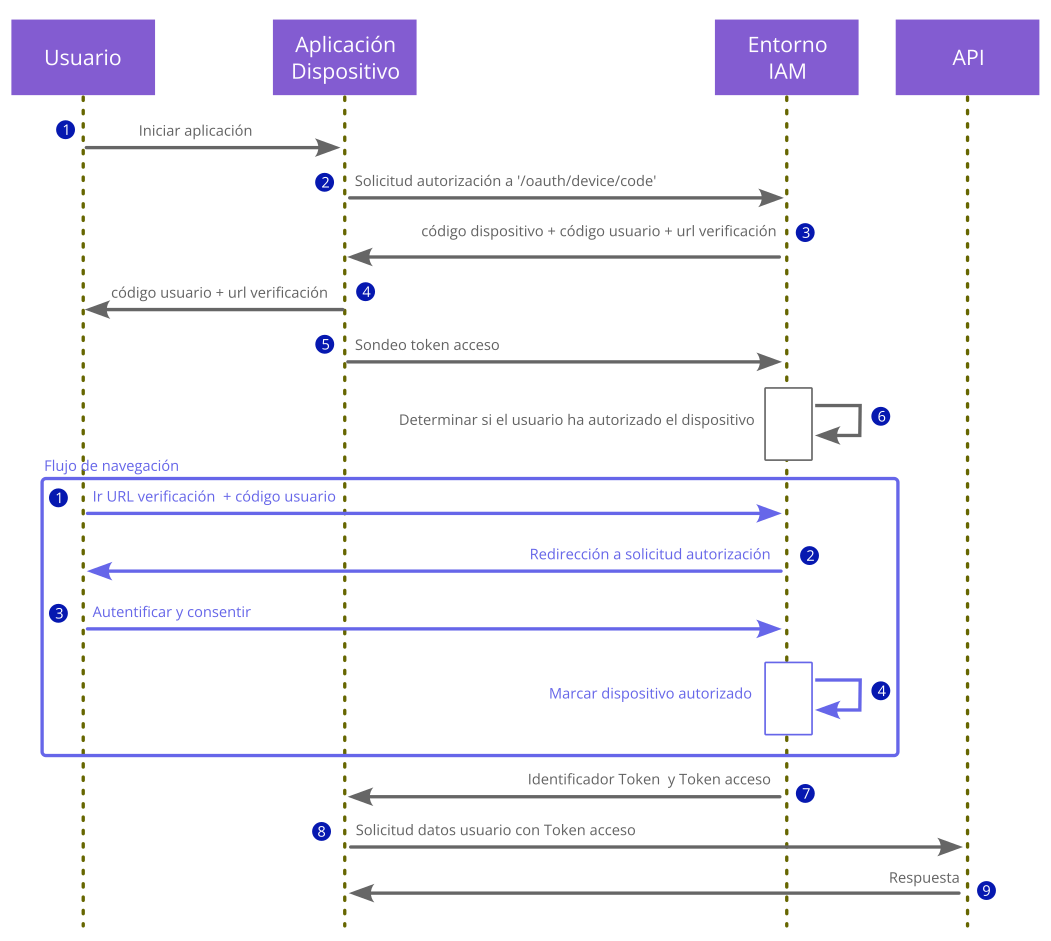 Usuario
Aplicación
Dispositivo
Entorno
IAM
API
1
Iniciar aplicación
2
Solicitud autorización a '/oauth/device/code'
código dispositivo + código usuario + url verificación
3
código usuario + url verificación
4
5
Sondeo token acceso
Determinar si el usuario ha autorizado el dispositivo
6
Flujo de navegación
1
Ir URL verificación + código usuario
Redirección a solicitud autorización
2
3
Autentificar y consentir
Marcar dispositivo autorizado
4
Identificador Token y Token acceso
7
8
Solicitud datos usuario con Token acceso
Respuesta
9